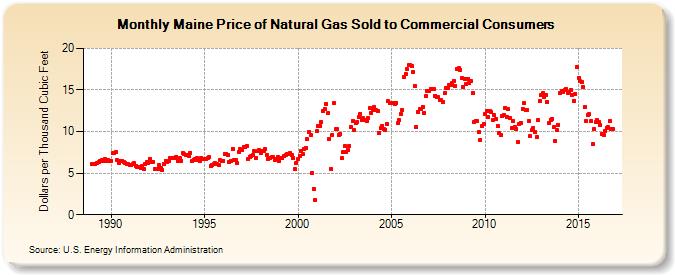 Monthly Maine Price of Natural Gas Sold to Commercial Consumers
Dollars per Thousand Cubic Feet
20
15
10
5
0
1990 1995 2000 2005 2010 2015
Source: U.S. Energy Information Administration